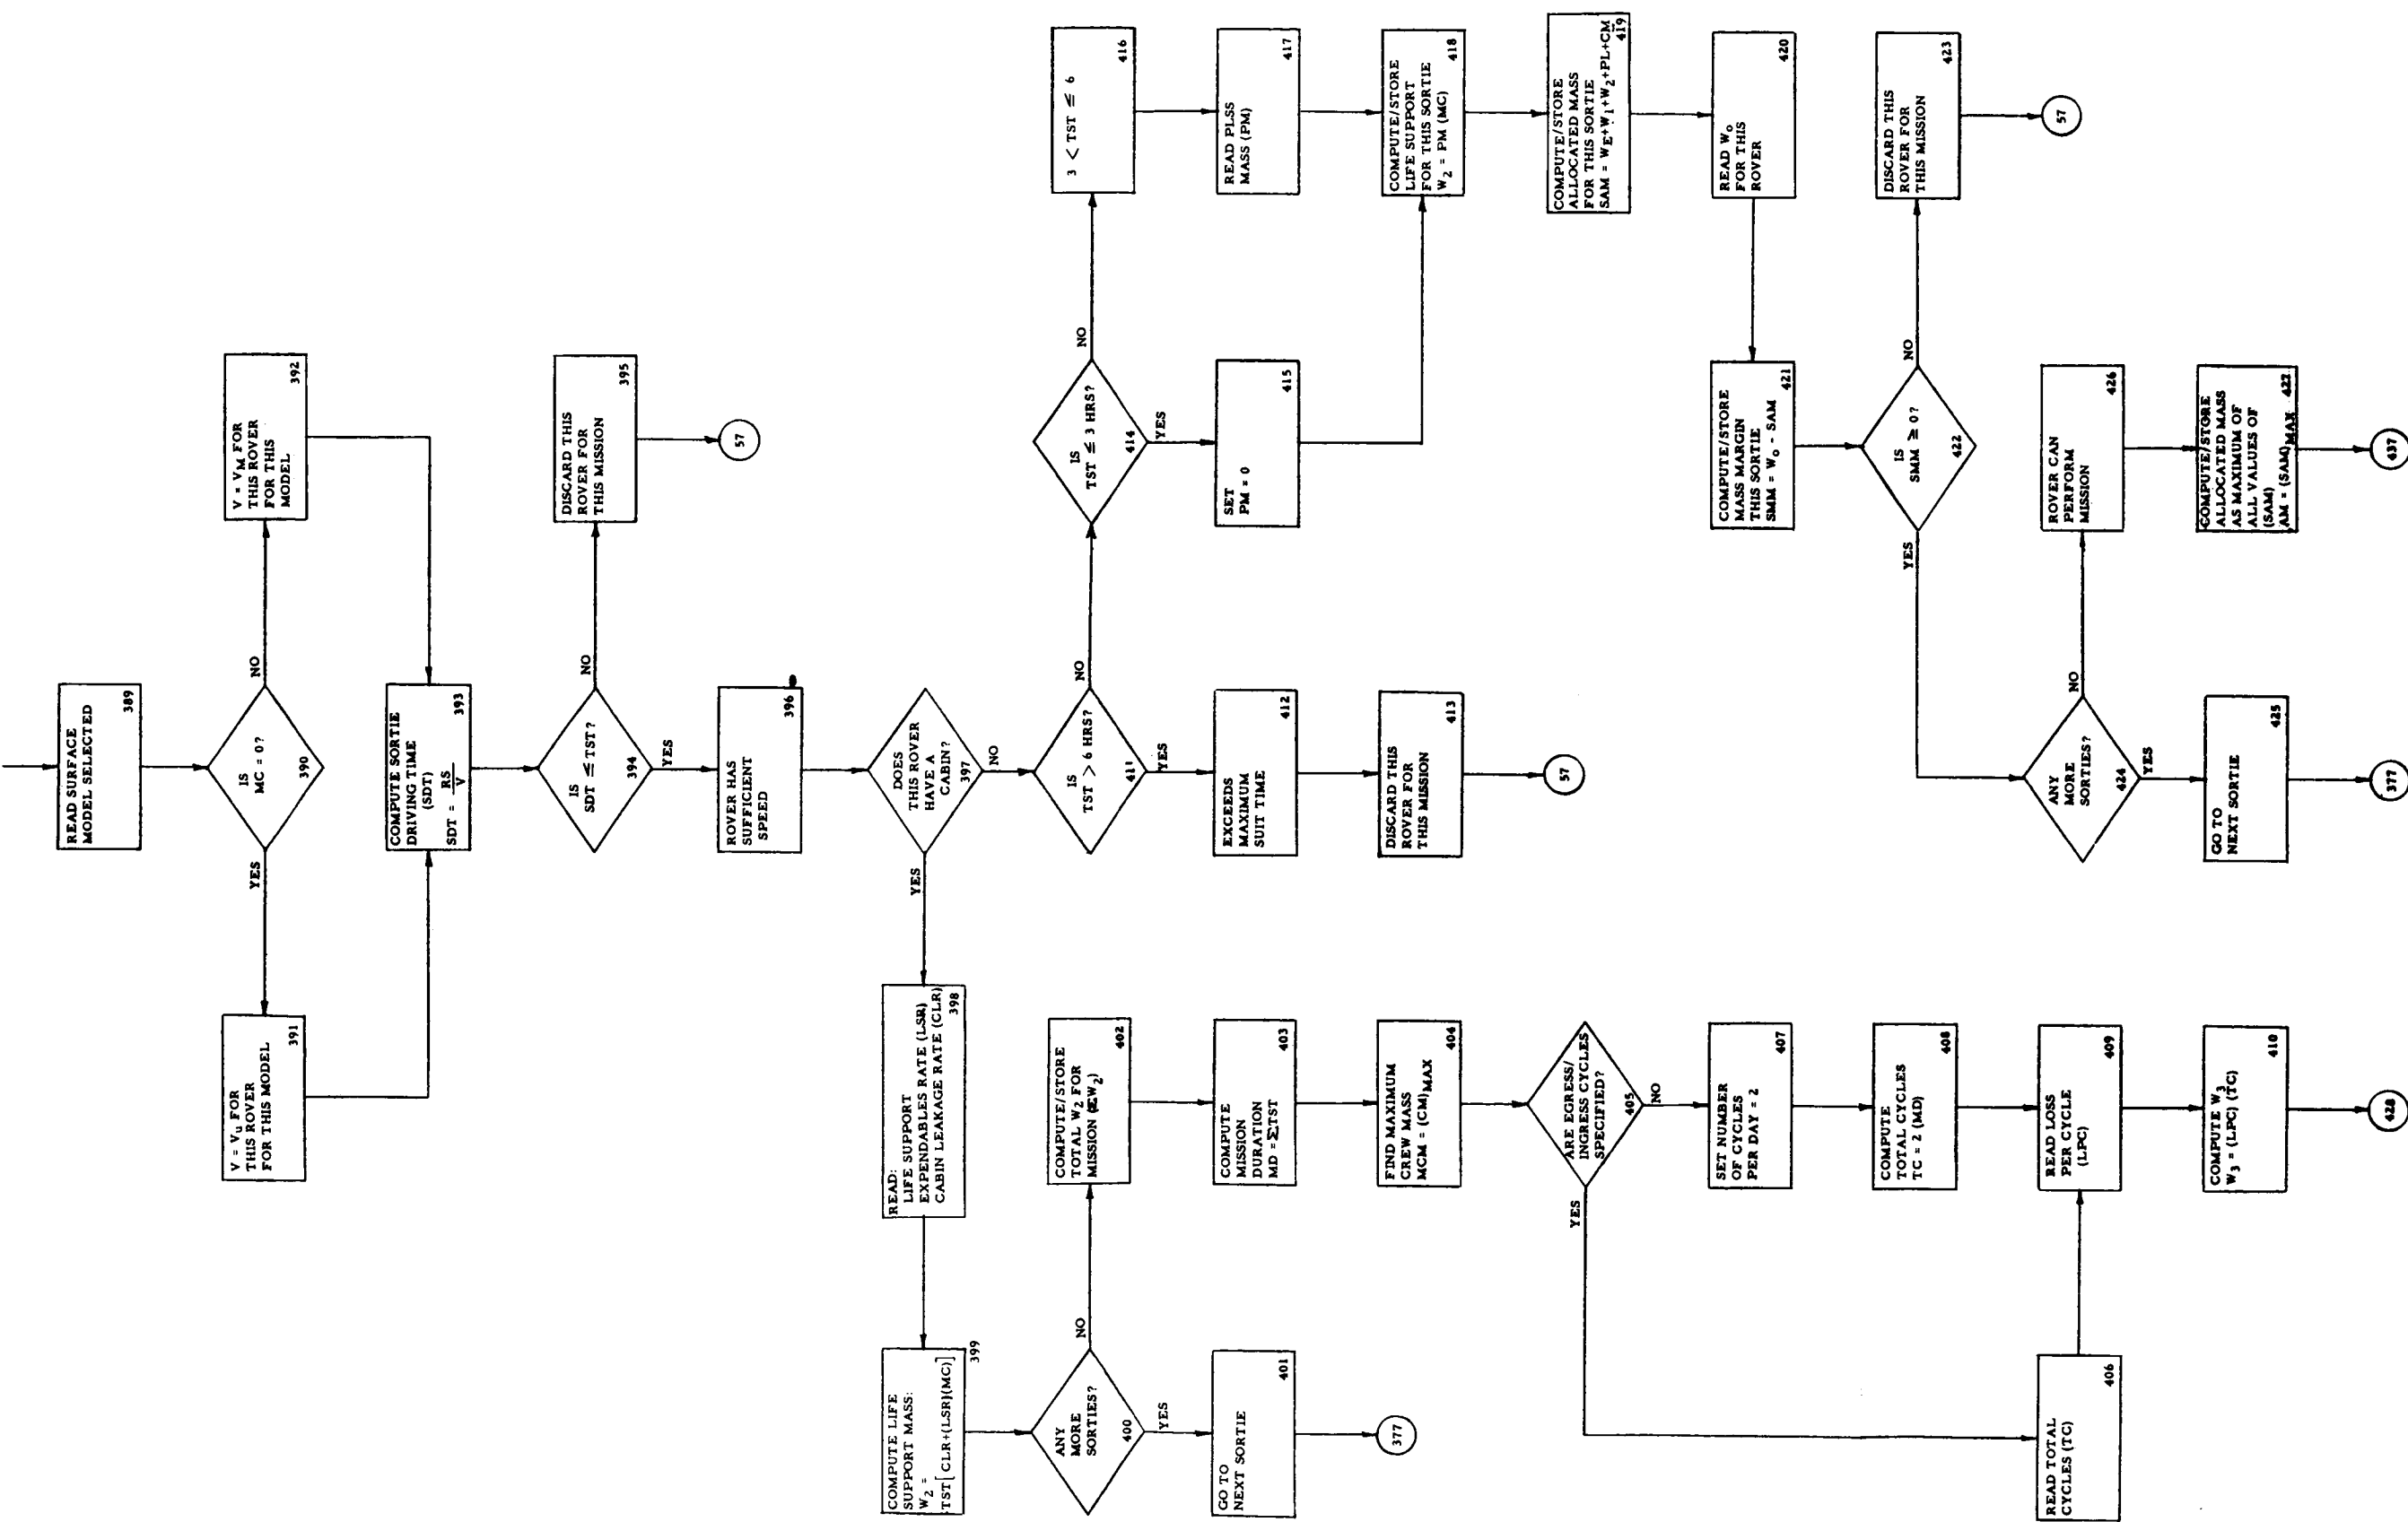 READ SURFACE
MODEL SELECTED
389
IS
MC = 0?
390
YES
NO
V = Vu FOR
THIS ROVER
FOR THIS MODEL
391
V = VM FOR
THIS ROVER
FOR THIS
MODEL
392
COMPUTE SORTIE
DRIVING TIME
(SDT)
SDT = RS
V
393
IS
SDT ≤ TST?
394
NO
YES
DISCARD THIS
ROVER FOR
THIS MISSION
395
57
ROVER HAS
SUFFICIENT
SPEED
396
DOES
THIS ROVER
HAVE A
CABIN?
397
YES
NO
READ:
LIFE SUPPORT
EXPENDABLES RATE (LSR)
CABIN LEAKAGE RATE (CLR)
398
COMPUTE LIFE
SUPPORT MASS:
W2 =
TST[CLR+(LSR)(MC)]
399
ANY
MORE
SORTIES?
400
NO
YES
GO TO
NEXT SORTIE
401
377
COMPUTE/STORE
TOTAL W2 FOR
MISSION (ΣW2)
402
COMPUTE
MISSION
DURATION
MD = ΣTST
403
FIND MAXIMUM
CREW MASS
MCM = (CM)MAX
404
ARE EGRESS/
INGRESS CYCLES
SPECIFIED?
405
YES
NO
READ TOTAL
CYCLES (TC)
406
SET NUMBER
OF CYCLES
PER DAY = 2
407
COMPUTE
TOTAL CYCLES
TC = 2 (MD)
408
READ LOSS
PER CYCLE
(LPC)
409
COMPUTE W3
W3 = (LPC) (TC)
410
428
IS
TST > 6 HRS?
411
NO
YES
EXCEEDS
MAXIMUM
SUIT TIME
412
DISCARD THIS
ROVER FOR
THIS MISSION
413
57
IS
TST ≤ 3 HRS?
414
NO
YES
SET
PM = 0
415
3 < TST ≤ 6
416
READ PLSS
MASS (PM)
417
COMPUTE/STORE
LIFE SUPPORT
FOR THIS SORTIE
W2 = PM (MC)
418
COMPUTE/STORE
ALLOCATED MASS
FOR THIS SORTIE
SAM = WE+W1+W2+PL+CM
419
READ Wo
FOR THIS
ROVER
420
COMPUTE/STORE
MASS MARGIN
THIS SORTIE
SMM = Wo - SAM
421
IS
SMM ≥ 0?
422
NO
YES
DISCARD THIS
ROVER FOR
THIS MISSION
423
57
ANY
MORE
SORTIES?
424
NO
YES
GO TO
NEXT SORTIE
425
377
ROVER CAN
PERFORM
MISSION
426
COMPUTE/STORE
ALLOCATED MASS
AS MAXIMUM OF
ALL VALUES OF
(SAM)
AM = (SAM)MAX
427
437